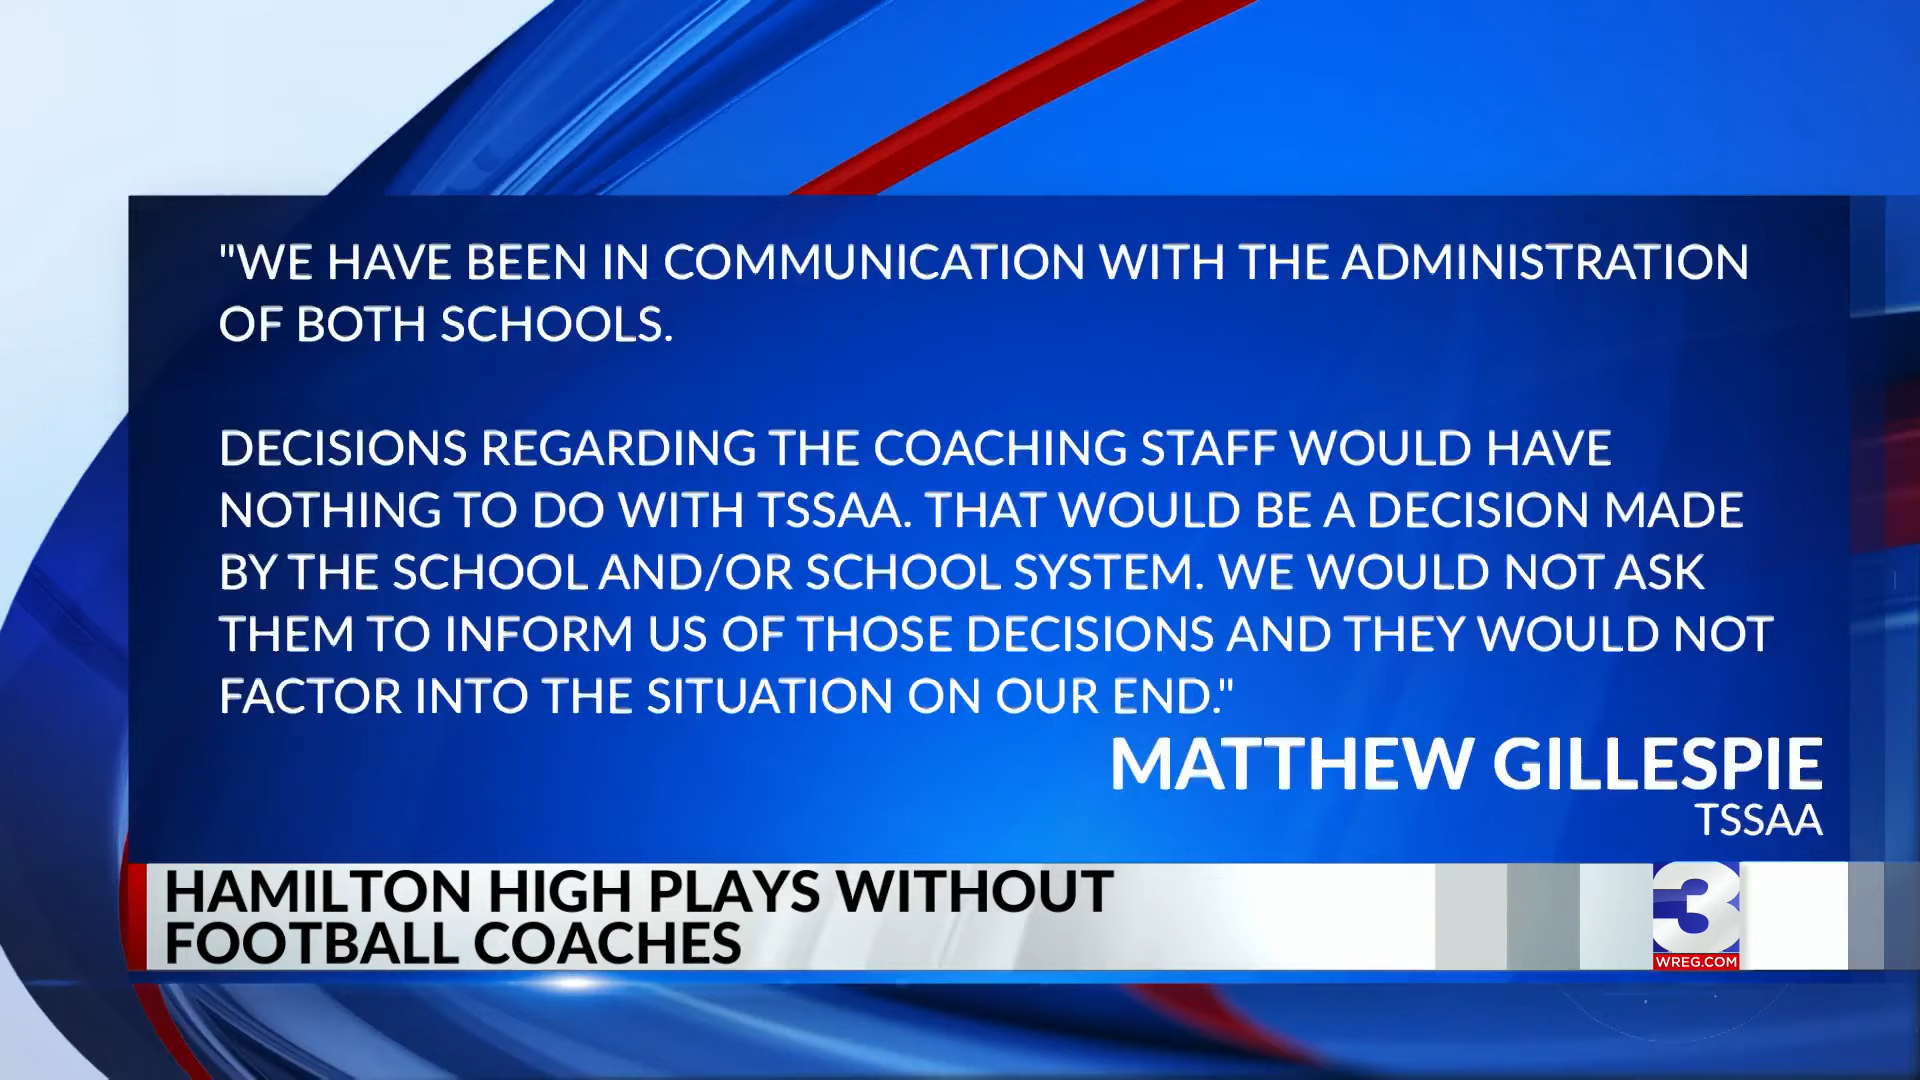 "WE HAVE BEEN IN COMMUNICATION WITH THE ADMINISTRATION
OF BOTH SCHOOLS.
DECISIONS REGARDING THE COACHING STAFF WOULD HAVE
NOTHING TO DO WITH TSSAA. THAT WOULD BE A DECISION MADE
BY THE SCHOOL AND/OR SCHOOL SYSTEM. WE WOULD NOT ASK
THEM TO INFORM US OF THOSE DECISIONS AND THEY WOULD NOT
FACTOR INTO THE SITUATION ON OUR END."
MATTHEW GILLESPIE
TSSAA
HAMILTON HIGH PLAYS WITHOUT
FOOTBALL COACHES
3
WREG.COM